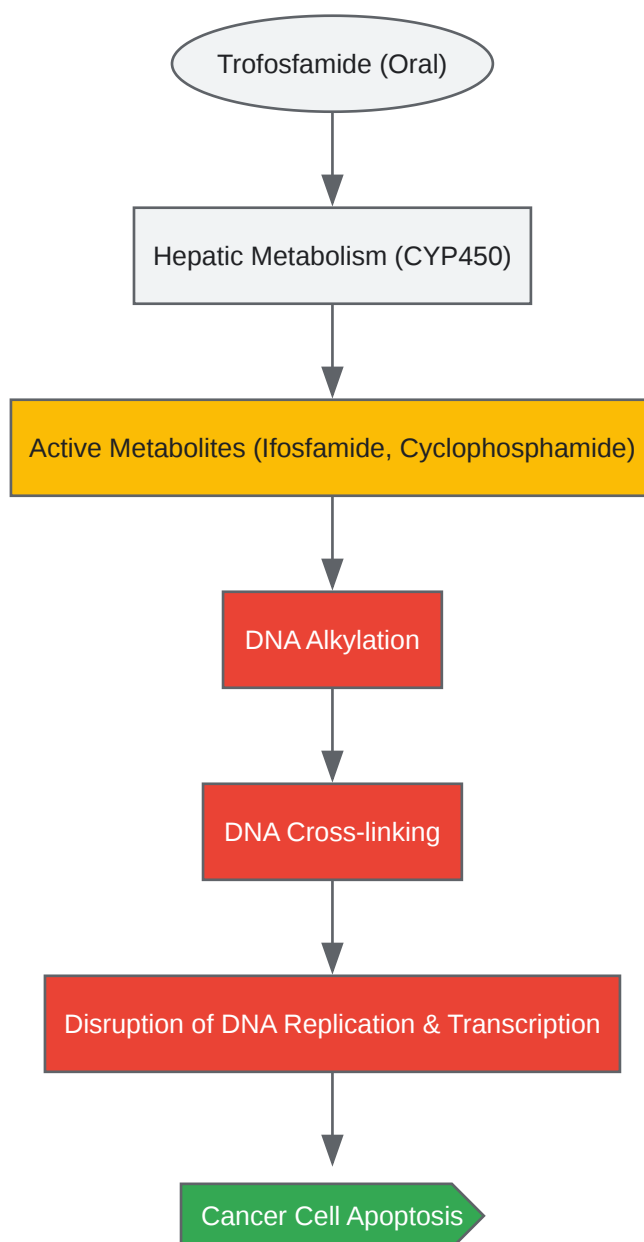 Trofosfamide (Oral)
Hepatic Metabolism (CYP450)
Active Metabolites (Ifosfamide, Cyclophosphamide)
DNA Alkylation
DNA Cross-linking
Disruption of DNA Replication & Transcription
Cancer Cell Apoptosis